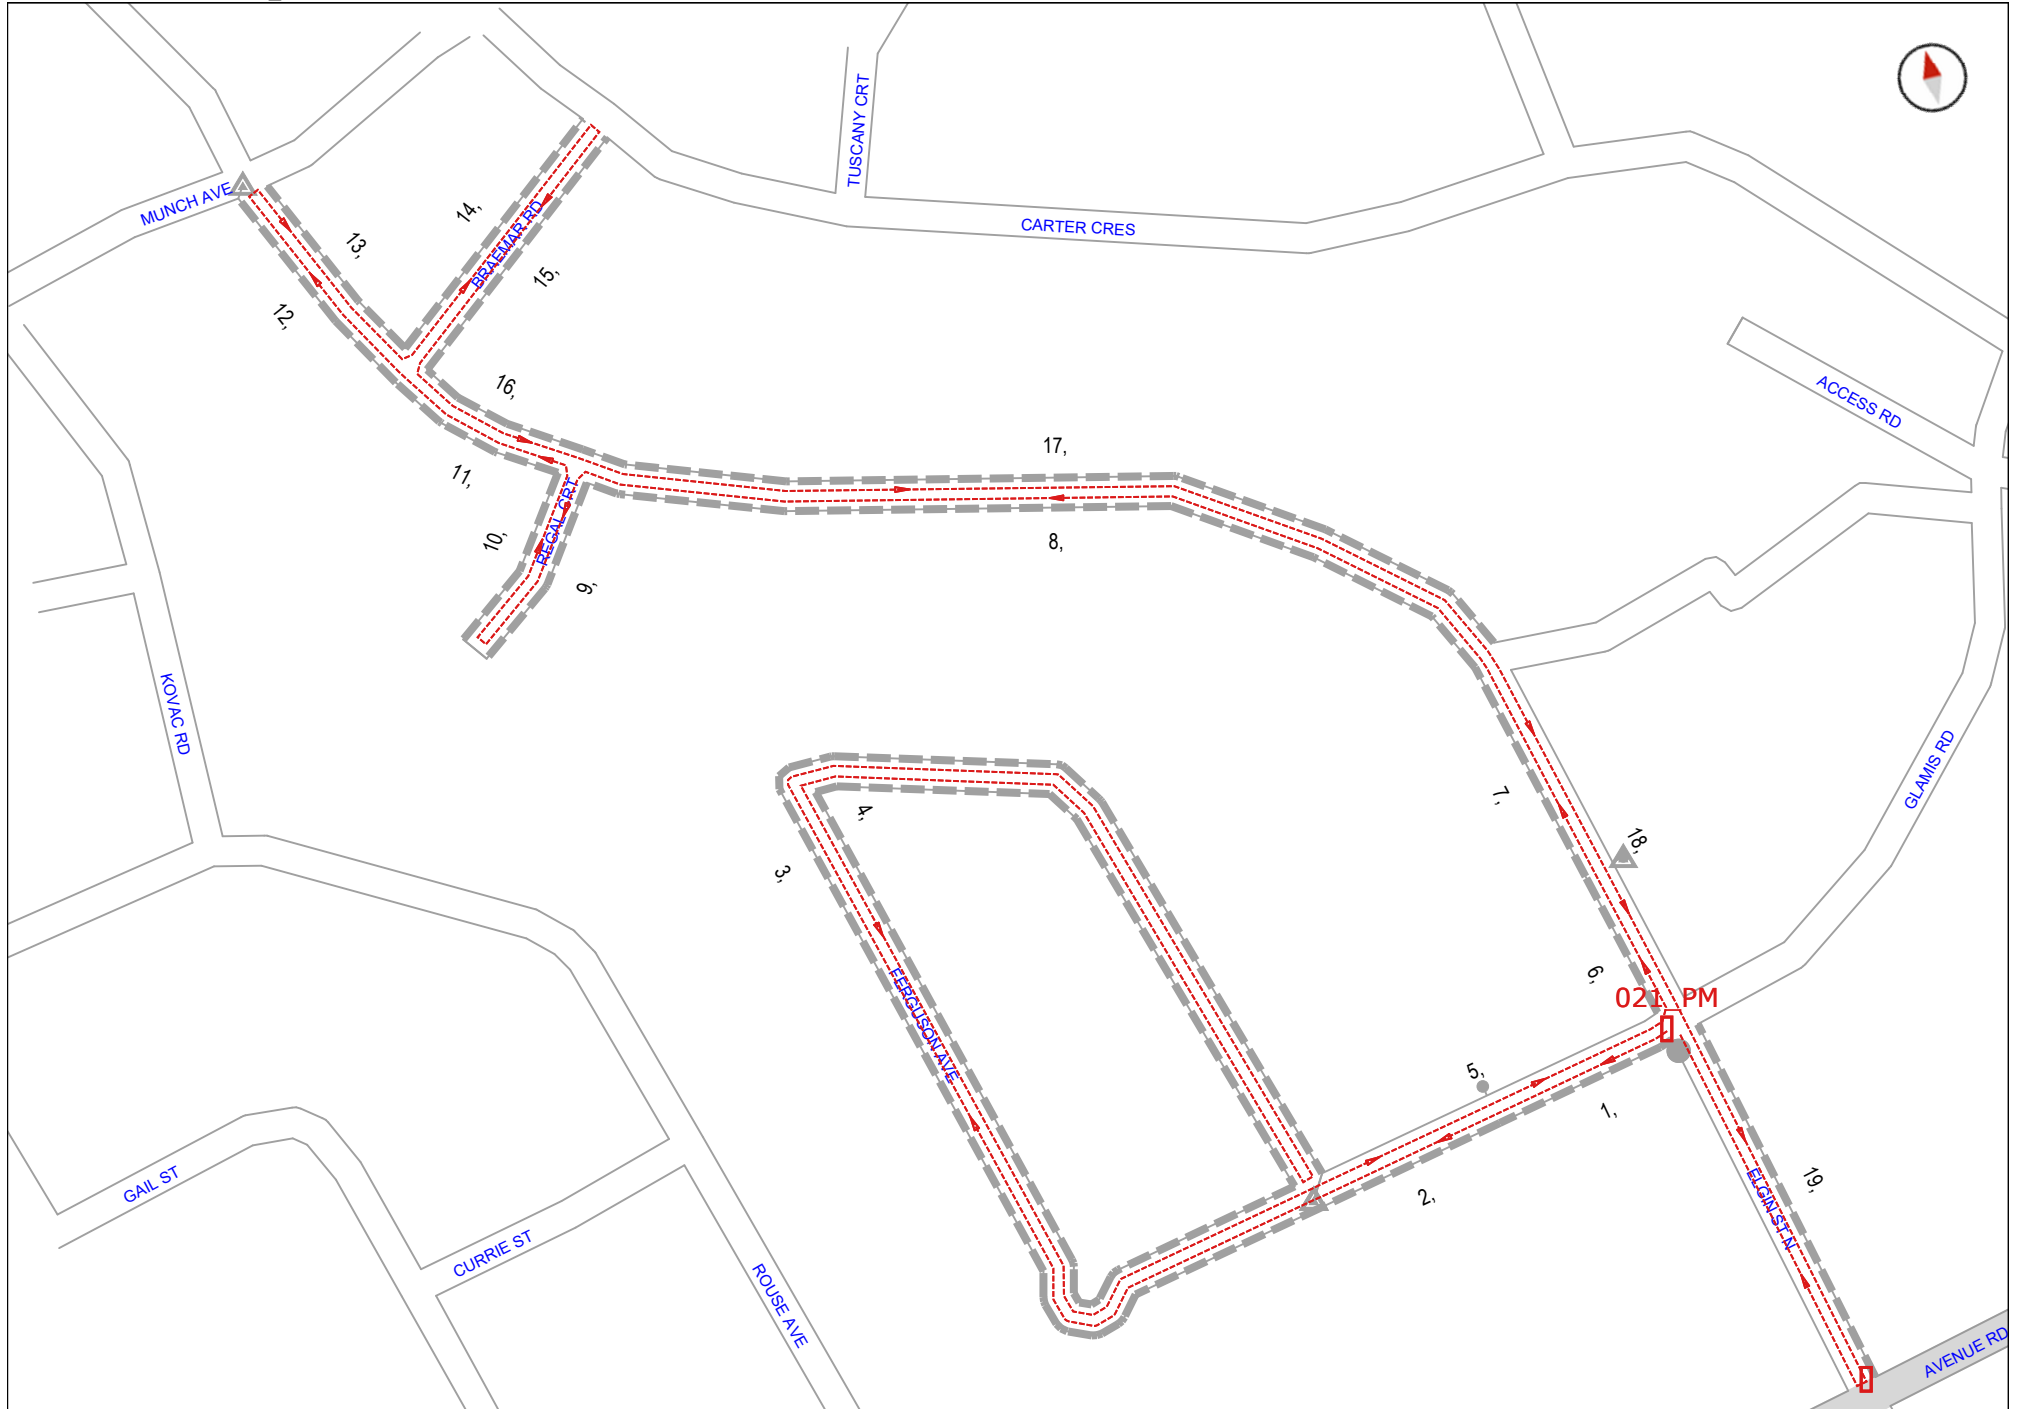 TUSCANY CRT
14,
MUNCH AVE
13,
BRAEMAR RD
CARTER CRES
15,
12,
16,
ACCESS RD
17,
11,
REGAL CRT
10,
8,
9,
KOVAC RD
GLAMIS RD
7,
4,
18,
3,
6,
021 PM
FERGUSON AVE
5,
1,
GAIL ST
2,
19,
ELGIN ST N
CURRIE ST
ROUSE AVE
AVENUE RD